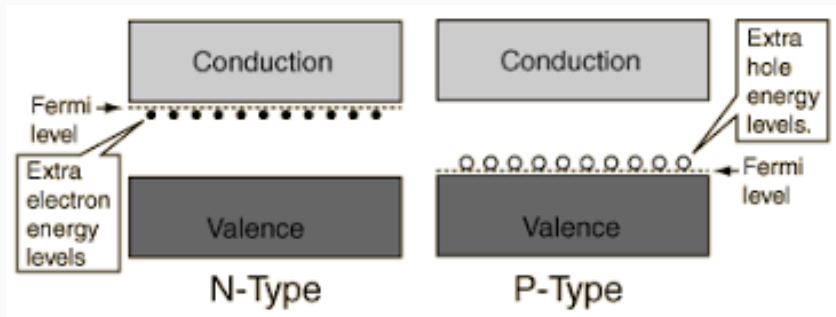 Conduction
Fermi
level
Extra
electron
energy
levels
Valence
N-Type
Conduction
Extra
hole
energy
levels.
Fermi
level
Valence
P-Type